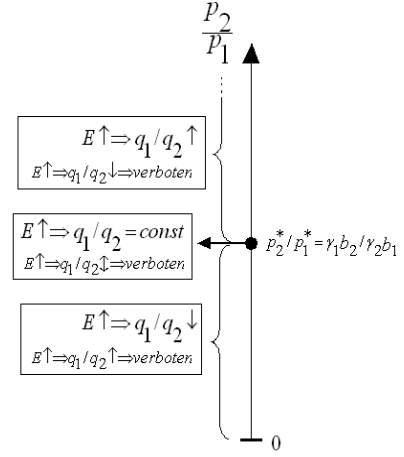 p₂/p₁
E↑⇒q₁/q₂↑
E↑⇒q₁/q₂↓⇒verboten
E↑⇒q₁/q₂=const
E↑⇒q₁/q₂↕⇒verboten
p₂*/p₁*=γ₁b₂/γ₂b₁
E↑⇒q₁/q₂↓
E↑⇒q₁/q₂↑⇒verboten
0